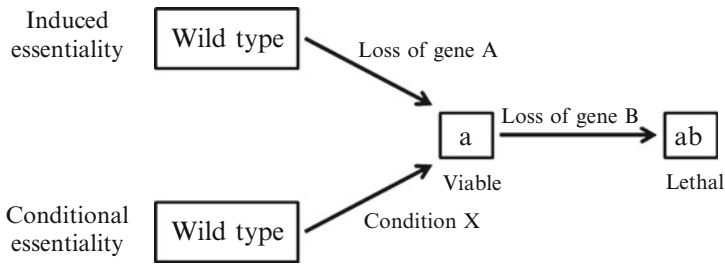 Induced
essentiality
Wild type
Loss of gene A
a
Viable
Loss of gene B
ab
Lethal
Conditional
essentiality
Wild type
Condition X